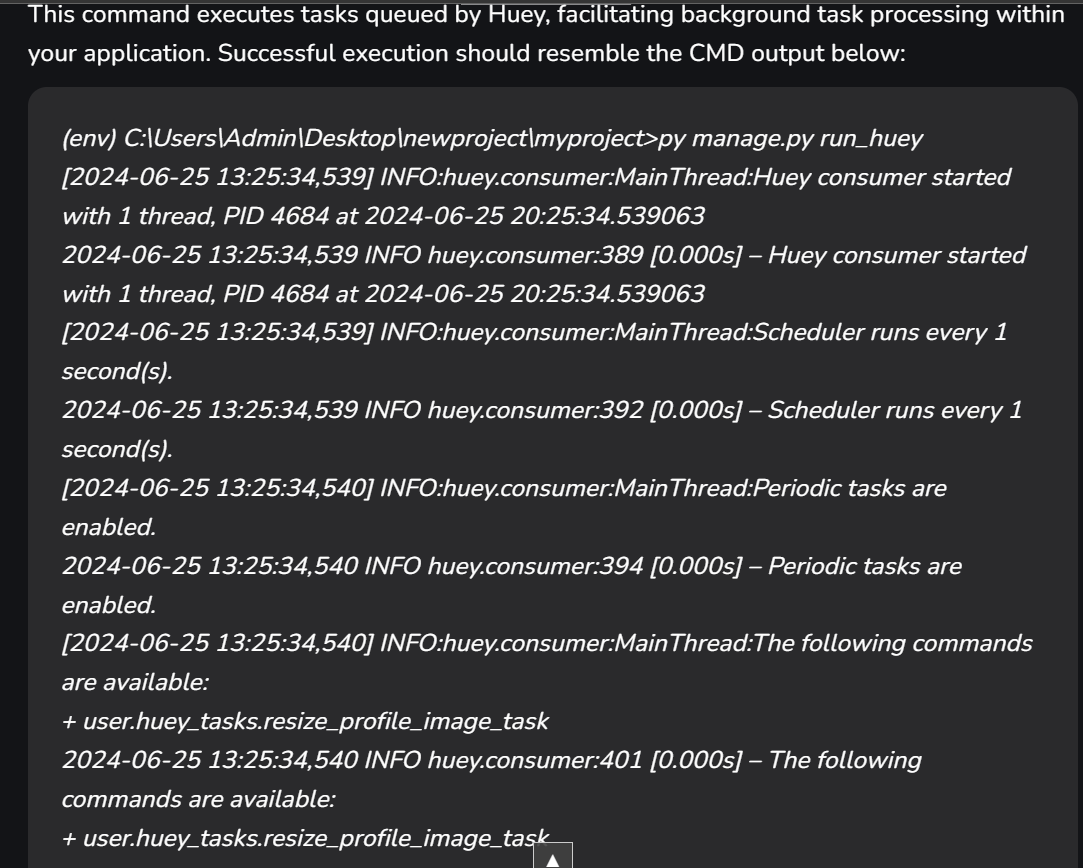 This command executes tasks queued by Huey, facilitating background task processing within
your application. Successful execution should resemble the CMD output below:
(env) C:\Users\Admin\Desktop\newproject\myproject>py manage.py run_huey
[2024-06-25 13:25:34,539] INFO:huey.consumer:MainThread:Huey consumer started
with 1 thread, PID 4684 at 2024-06-25 20:25:34.539063
2024-06-25 13:25:34,539 INFO huey.consumer:389 [0.000s] – Huey consumer started
with 1 thread, PID 4684 at 2024-06-25 20:25:34.539063
[2024-06-25 13:25:34,539] INFO:huey.consumer:MainThread:Scheduler runs every 1
second(s).
2024-06-25 13:25:34,539 INFO huey.consumer:392 [0.000s] – Scheduler runs every 1
second(s).
[2024-06-25 13:25:34,540] INFO:huey.consumer:MainThread:Periodic tasks are
enabled.
2024-06-25 13:25:34,540 INFO huey.consumer:394 [0.000s] – Periodic tasks are
enabled.
[2024-06-25 13:25:34,540] INFO:huey.consumer:MainThread:The following commands
are available:
+ user.huey_tasks.resize_profile_image_task
2024-06-25 13:25:34,540 INFO huey.consumer:401 [0.000s] – The following
commands are available:
+ user.huey_tasks.resize_profile_image_task